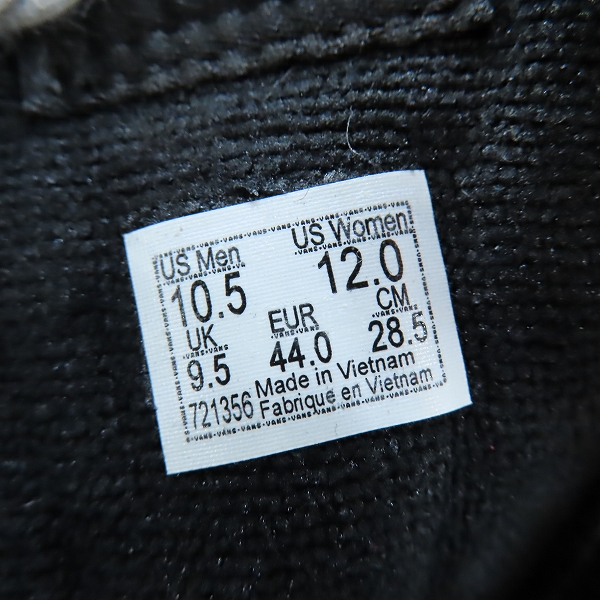 US Men US Women
10.5 12.0
UK EUR CM
9.5 44.0 28.5
Made in Vietnam
721356 Fabrique en Vietnam